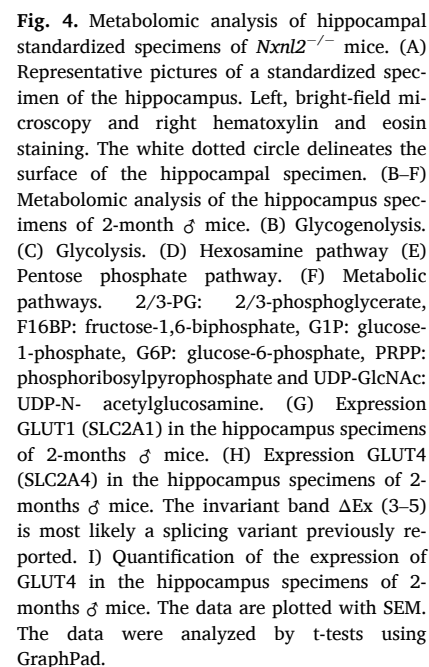 Fig. 4. Metabolomic analysis of hippocampal
standardized specimens of Nxnl2−/− mice. (A)
Representative pictures of a standardized spec-
imen of the hippocampus. Left, bright-field mi-
croscopy and right hematoxylin and eosin
staining. The white dotted circle delineates the
surface of the hippocampal specimen. (B–F)
Metabolomic analysis of the hippocampus spec-
imens of 2-month ♂ mice. (B) Glycogenolysis.
(C) Glycolysis. (D) Hexosamine pathway (E)
Pentose phosphate pathway. (F) Metabolic
pathways. 2/3-PG: 2/3-phosphoglycerate,
F16BP: fructose-1,6-biphosphate, G1P: glucose-
1-phosphate, G6P: glucose-6-phosphate, PRPP:
phosphoribosylpyrophosphate and UDP-GlcNAc:
UDP-N- acetylglucosamine. (G) Expression
GLUT1 (SLC2A1) in the hippocampus specimens
of 2-months ♂ mice. (H) Expression GLUT4
(SLC2A4) in the hippocampus specimens of 2-
months ♂ mice. The invariant band ΔEx (3–5)
is most likely a splicing variant previously re-
ported. I) Quantification of the expression of
GLUT4 in the hippocampus specimens of 2-
months ♂ mice. The data are plotted with SEM.
The data were analyzed by t-tests using
GraphPad.